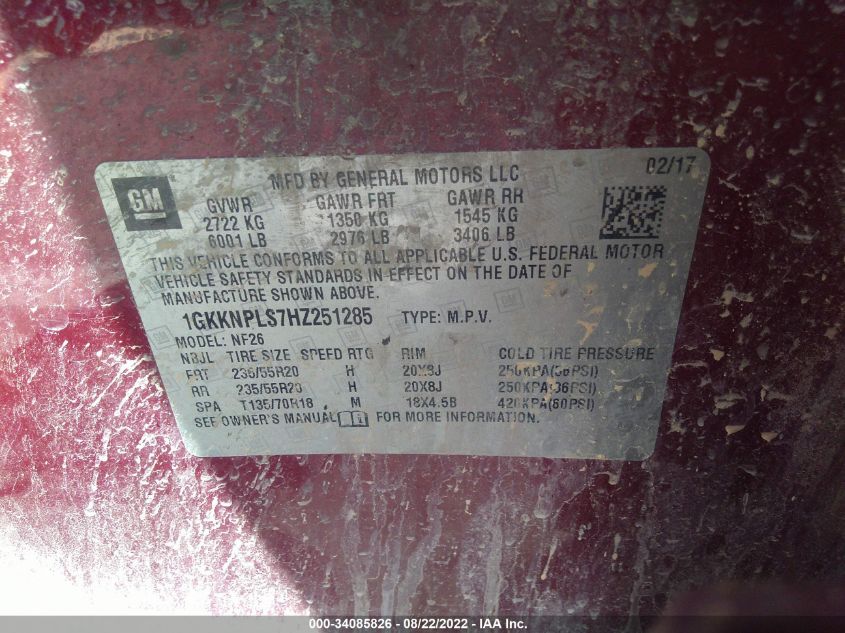 GM
MFD BY GENERAL MOTORS LLC 02/17
GVWR GAWR FRT GAWR RR
2722 KG 1350 KG 1545 KG
6001 LB 2976 LB 3406 LB
THIS VEHICLE CONFORMS TO ALL APPLICABLE U.S. FEDERAL MOTOR
VEHICLE SAFETY STANDARDS IN EFFECT ON THE DATE OF
MANUFACTURE SHOWN ABOVE.
1GKKNPLS7HZ251285 TYPE: M.P.V.
MODEL: NF26
NBJL TIRE SIZE SPEED RTG RIM COLD TIRE PRESSURE
FRT 235/55R20 H 20X8J 250KPA(36PSI)
RR 235/55R20 H 20X8J 250KPA(36PSI)
SPA T135/70R18 M 18X4.5B 420KPA(60PSI)
SEE OWNER'S MANUAL FOR MORE INFORMATION.
000-34085826 - 08/22/2022 - IAA Inc.